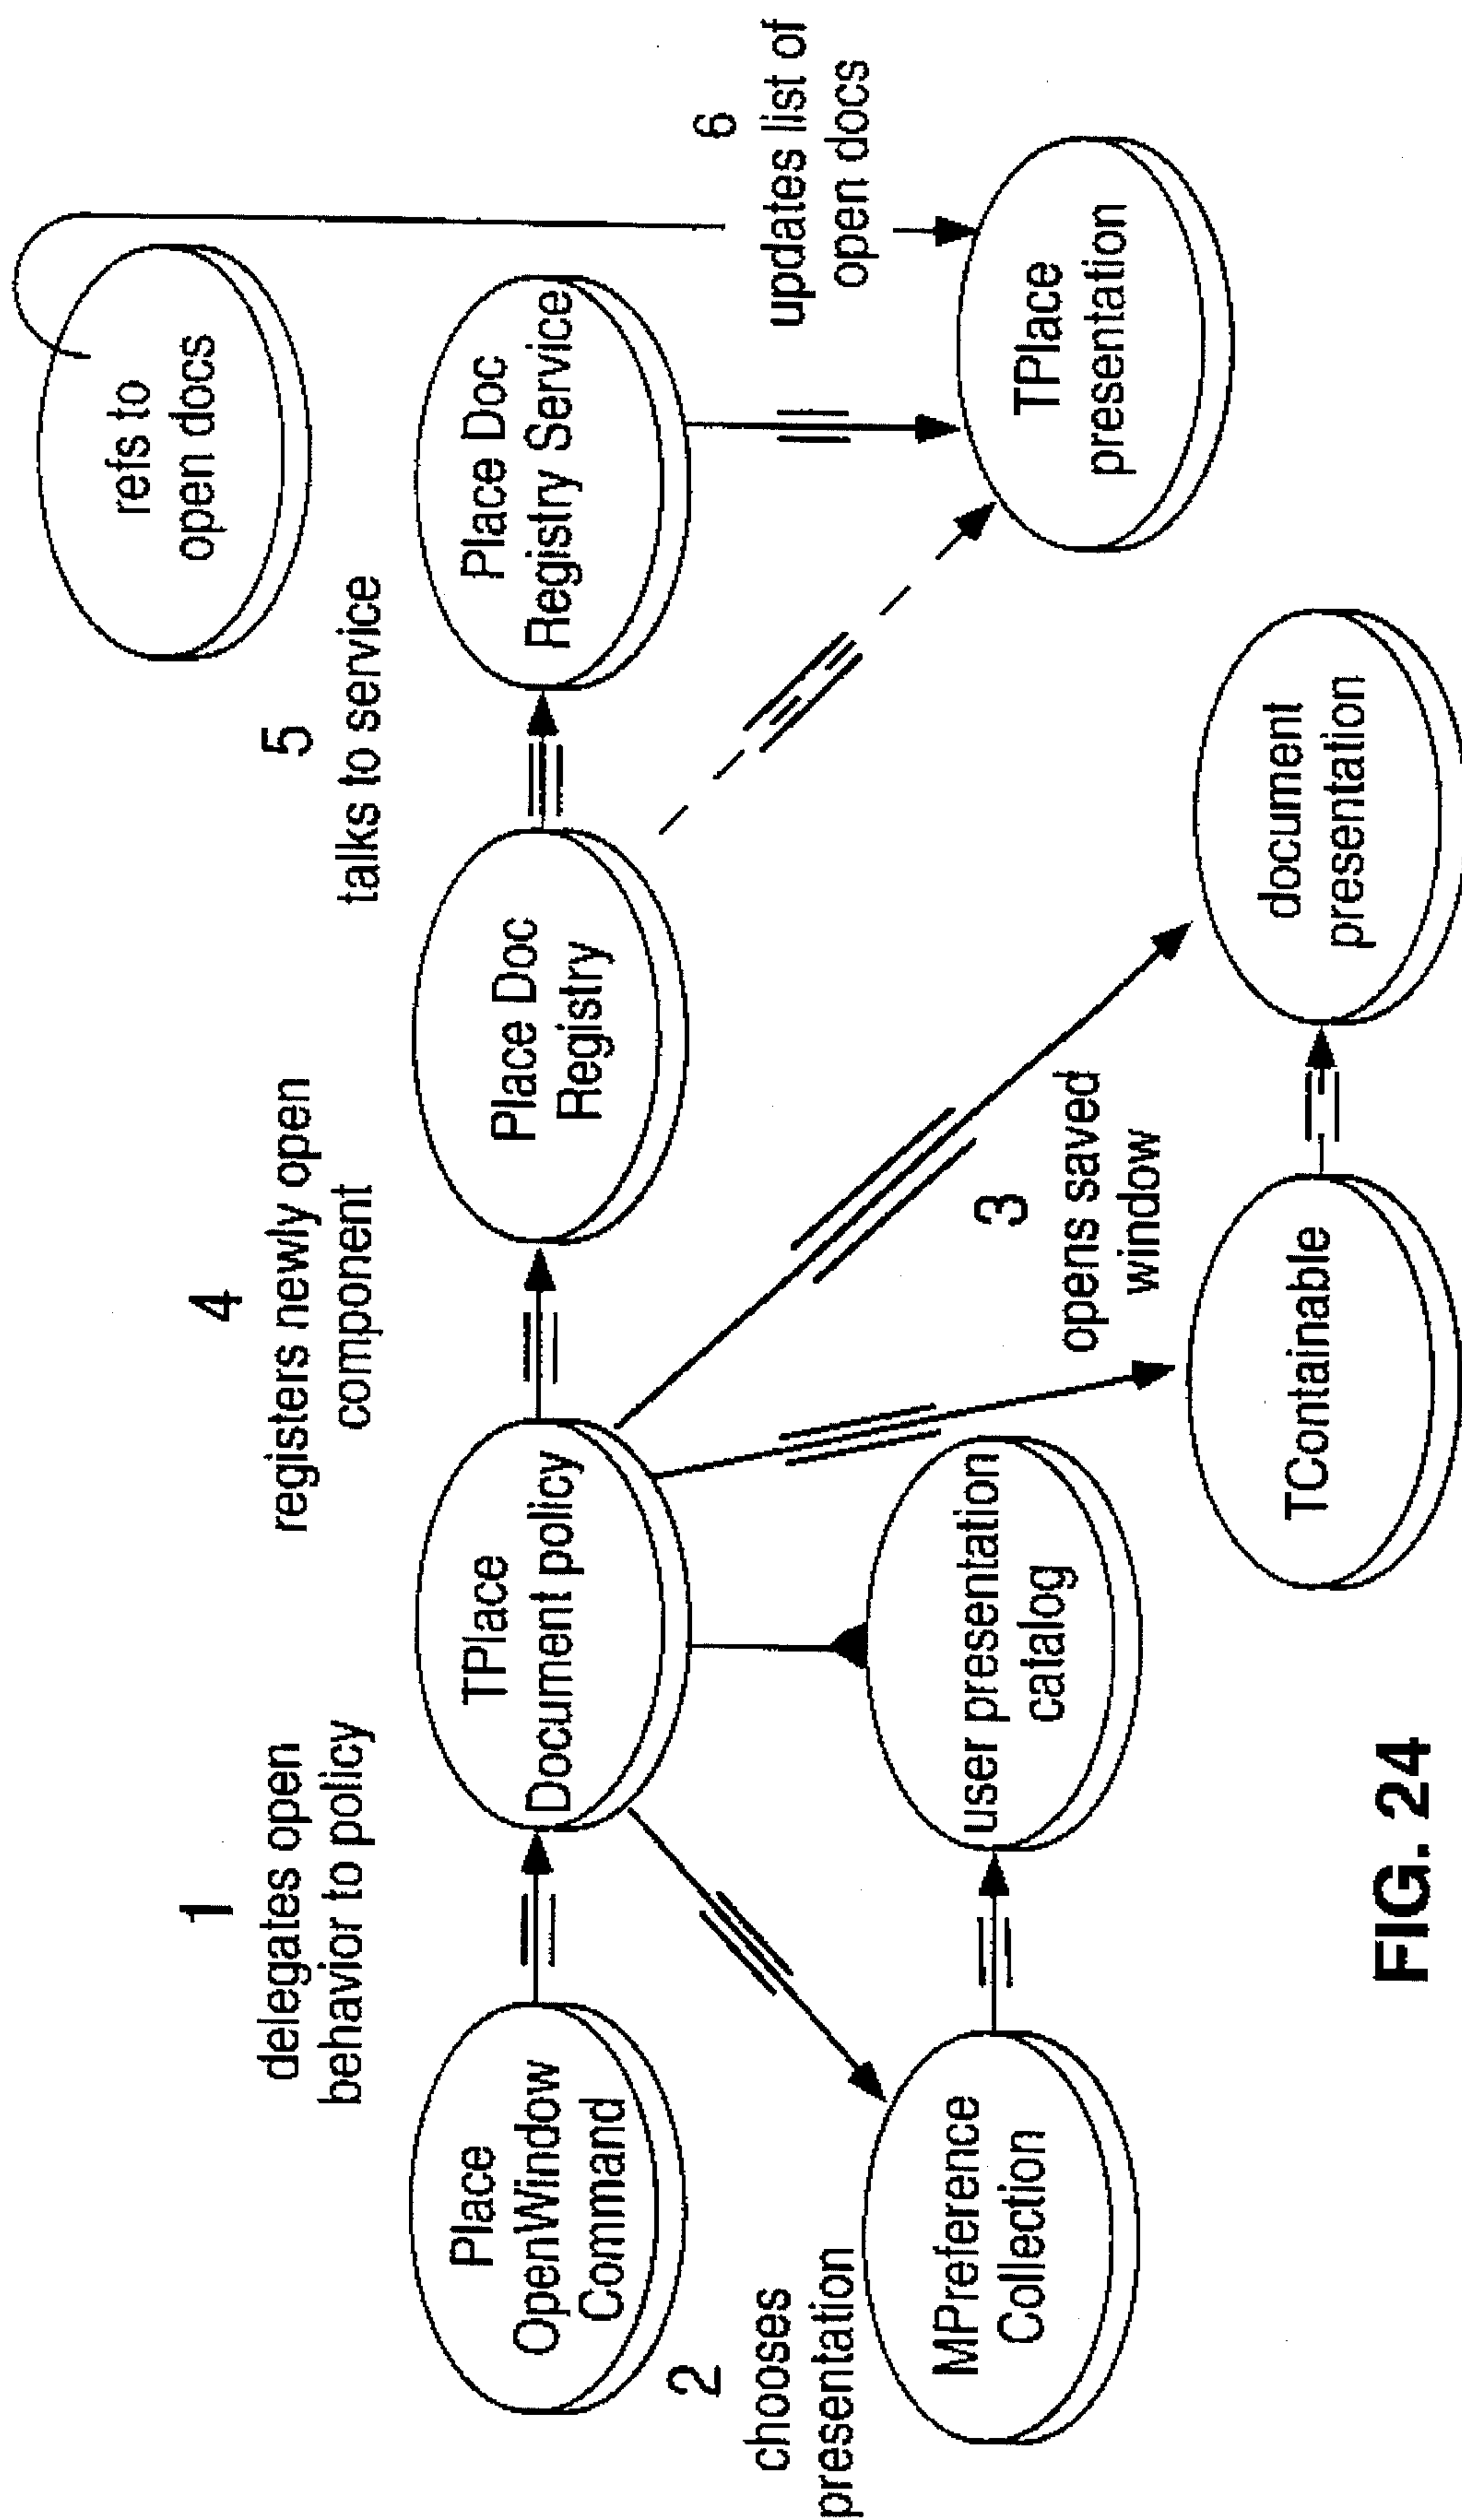 1
delegates open
behavior to policy
4
registers newly open
component
5
talks to service
refs to
open docs
Place
OpenWindow
Command
TPlace
Document policy
Place Doc
Registry
Place Doc
Registry Service
2
chooses
presentation
6
updates list of
open docs
MPreference
Collection
user presentation
catalog
3
opens saved
window
TPlace
presentation
TContainable
document
presentation
FIG. 24